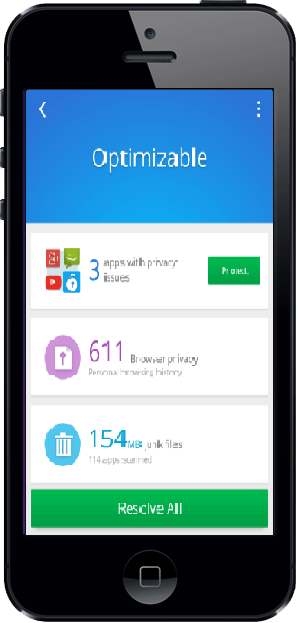 Optimizable
3 apps with privacy
issues
Protect
611 Browser privacy
Personal browsing history
154MB junk files
114 apps scanned
Resolve All